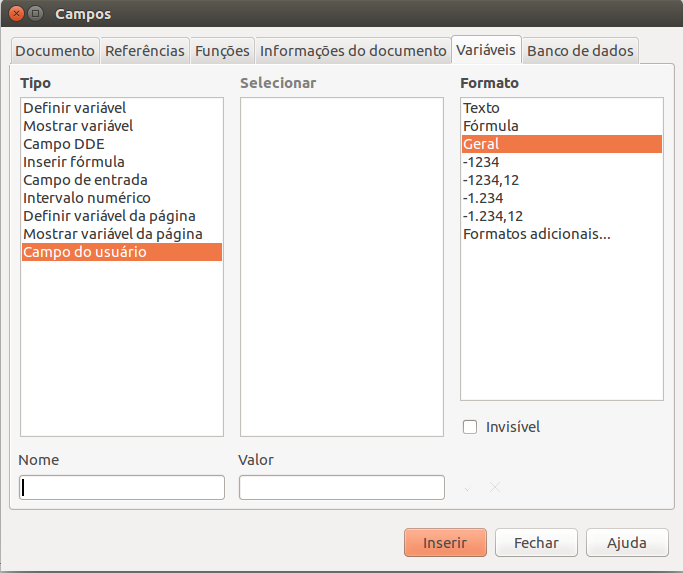 Campos
Documento
Referências
Funções
Informações do documento
Variáveis
Banco de dados
Tipo
Definir variável
Mostrar variável
Campo DDE
Inserir fórmula
Campo de entrada
Intervalo numérico
Definir variável da página
Mostrar variável da página
Campo do usuário
Selecionar
Formato
Texto
Fórmula
Geral
-1234
-1234,12
-1.234
-1.234,12
Formatos adicionais...
Invisível
Nome
Valor
Inserir
Fechar
Ajuda